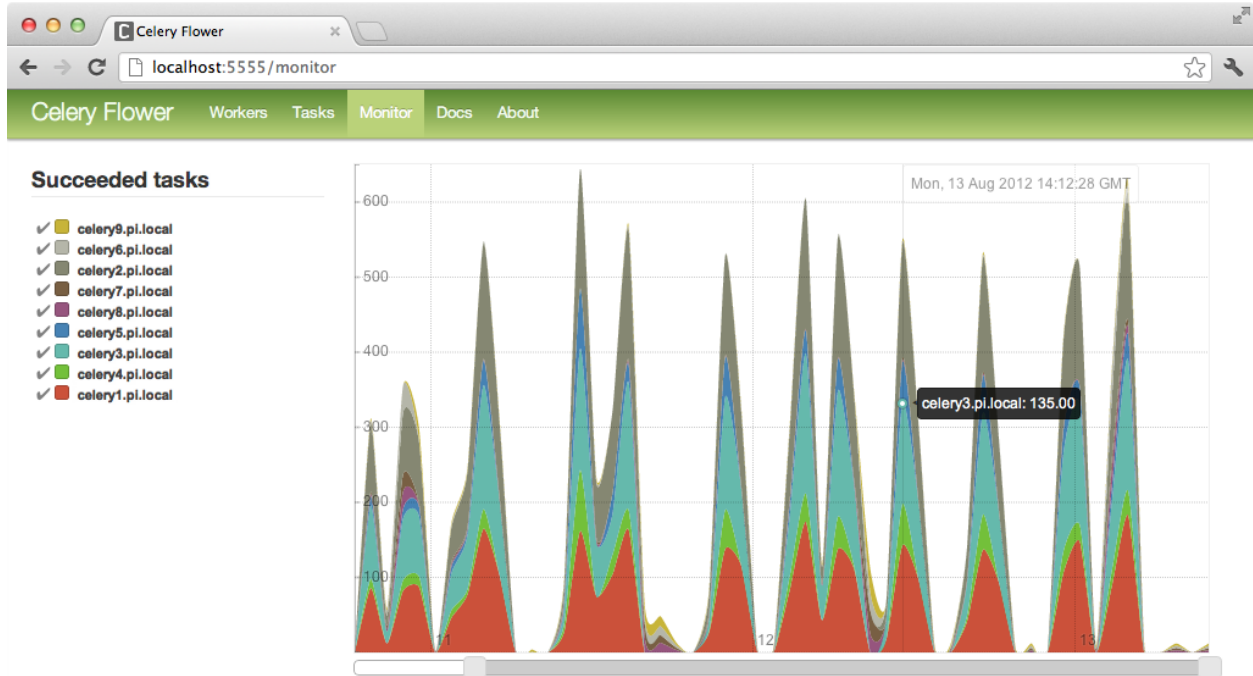 Celery Flower
localhost:5555/monitor
Celery Flower Workers Tasks Monitor Docs About
Succeeded tasks
celery9.pi.local
celery6.pi.local
celery2.pi.local
celery7.pi.local
celery8.pi.local
celery5.pi.local
celery3.pi.local
celery4.pi.local
celery1.pi.local
Mon, 13 Aug 2012 14:12:28 GMT
600
500
400
celery3.pi.local: 135.00
300
200
100
11 12 13